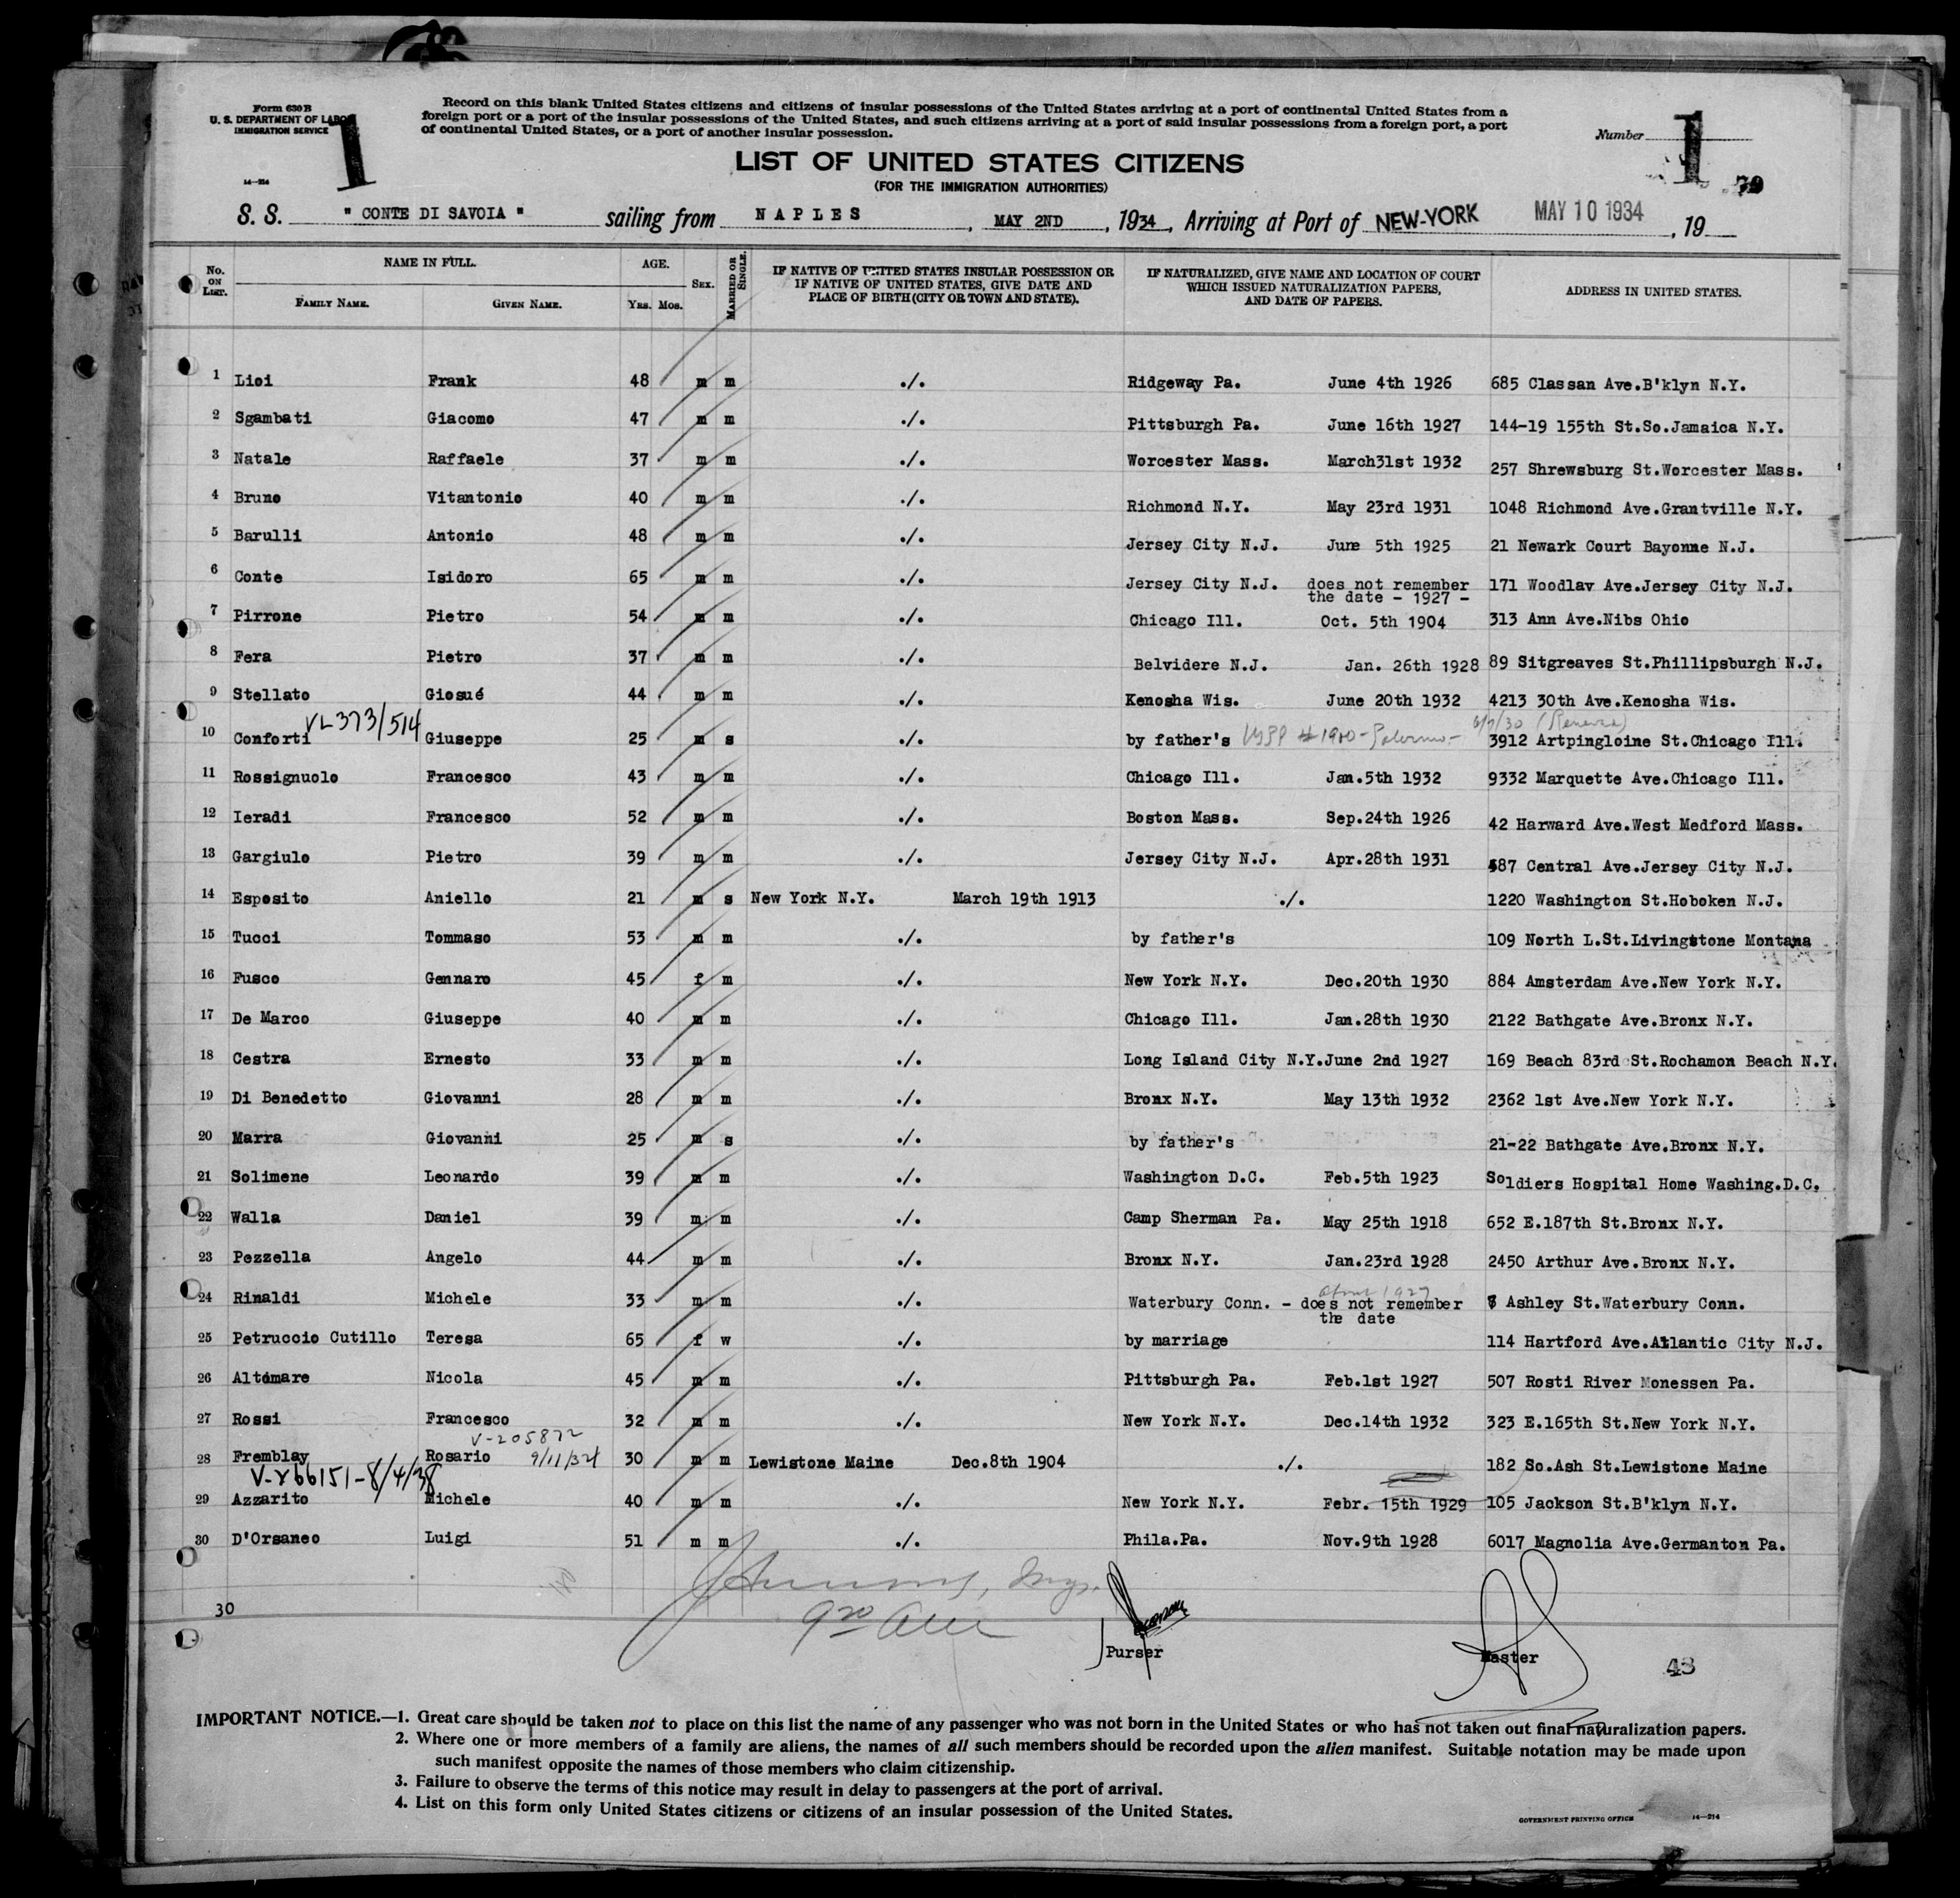 Form 630 B
U. S. DEPARTMENT OF LABOR
IMMIGRATION SERVICE
14—214
1
Record on this blank United States citizens and citizens of insular possessions of the United States arriving at a port of continental United States from a
foreign port or a port of the insular possessions of the United States, and such citizens arriving at a port of said insular possessions from a foreign port, a port
of continental United States, or a port of another insular possession.
Number 1
79
LIST OF UNITED STATES CITIZENS
(FOR THE IMMIGRATION AUTHORITIES)
S. S. " CONTE DI SAVOIA " sailing from NAPLES, MAY 2ND, 1934, Arriving at Port of NEW-YORK MAY 10 1934, 19
No. ON LIST. NAME IN FULL. AGE. SEX. MARRIED OR SINGLE. IF NATIVE OF UNITED STATES INSULAR POSSESSION OR IF NATIVE OF UNITED STATES, GIVE DATE AND PLACE OF BIRTH (CITY OR TOWN AND STATE). IF NATURALIZED, GIVE NAME AND LOCATION OF COURT WHICH ISSUED NATURALIZATION PAPERS, AND DATE OF PAPERS. ADDRESS IN UNITED STATES.
FAMILY NAME. GIVEN NAME. YRS. MOS.
1 Lioi Frank 48 m m ./. Ridgeway Pa. June 4th 1926 685 Classan Ave.B'klyn N.Y.
2 Sgambati Giacomo 47 m m ./. Pittsburgh Pa. June 16th 1927 144-19 155th St.So.Jamaica N.Y.
3 Natale Raffaele 37 m m ./. Worcester Mass. March31st 1932 257 Shrewsburg St.Worcester Mass.
4 Bruno Vitantonio 40 m m ./. Richmond N.Y. May 23rd 1931 1048 Richmond Ave.Grantville N.Y.
5 Barulli Antonio 48 m m ./. Jersey City N.J. June 5th 1925 21 Newark Court Bayonne N.J.
6 Conte Isidoro 65 m m ./. Jersey City N.J. does not remember the date - 1927 - 171 Woodlav Ave.Jersey City N.J.
7 Pirrone Pietro 54 m m ./. Chicago Ill. Oct. 5th 1904 313 Ann Ave.Nibs Ohio
8 Fera Pietro 37 m m ./. Belvidere N.J. Jan. 26th 1928 89 Sitgreaves St.Phillipsburgh N.J.
9 Stellato Giosué 44 m m ./. Kenosha Wis. June 20th 1932 4213 30th Ave.Kenosha Wis.
VL 373/514
10 Conforti Giuseppe 25 m s ./. by father's 3912 Artpingloine St.Chicago Ill.
11 Rossignuolo Francesco 43 m m ./. Chicago Ill. Jan.5th 1932 9332 Marquette Ave.Chicago Ill.
12 Ieradi Francesco 52 m m ./. Boston Mass. Sep.24th 1926 42 Harward Ave.West Medford Mass.
13 Gargiulo Pietro 39 m m ./. Jersey City N.J. Apr.28th 1931 587 Central Ave.Jersey City N.J.
14 Esposito Aniello 21 m s New York N.Y. March 19th 1913 ./. 1220 Washington St.Hoboken N.J.
15 Tucci Tommaso 53 m m ./. by father's 109 North L.St.Livingstone Montana
16 Fusco Gennaro 45 f m ./. New York N.Y. Dec.20th 1930 884 Amsterdam Ave.New York N.Y.
17 De Marco Giuseppe 40 m m ./. Chicago Ill. Jan.28th 1930 2122 Bathgate Ave.Bronx N.Y.
18 Cestra Ernesto 33 m m ./. Long Island City N.Y.June 2nd 1927 169 Beach 83rd St.Rochamon Beach N.Y.
19 Di Benedetto Giovanni 28 m m ./. Bronx N.Y. May 13th 1932 2362 1st Ave.New York N.Y.
20 Marra Giovanni 25 m s ./. by father's 21-22 Bathgate Ave.Bronx N.Y.
21 Solimene Leonardo 39 m m ./. Washington D.C. Feb.5th 1923 Soldiers Hospital Home Washing.D.C.
22 Walla Daniel 39 m m ./. Camp Sherman Pa. May 25th 1918 652 E.187th St.Bronx N.Y.
23 Pezzella Angelo 44 m m ./. Bronx N.Y. Jan.23rd 1928 2450 Arthur Ave.Bronx N.Y.
24 Rinaldi Michele 33 m m ./. Waterbury Conn. - does not remember the date 8 Ashley St.Waterbury Conn.
25 Petruccio Cutillo Teresa 65 f w ./. by marriage 114 Hartford Ave.Atlantic City N.J.
26 Altomare Nicola 45 m m ./. Pittsburgh Pa. Feb.1st 1927 507 Rosti River Monessen Pa.
27 Rossi Francesco 32 m m ./. New York N.Y. Dec.14th 1932 323 E.165th St.New York N.Y.
V-205872
28 Fremblay Rosario 9/11/34 30 m m Lewistone Maine Dec.8th 1904 ./. 182 So.Ash St.Lewistone Maine
V-266151-8/4/38
29 Azzarito Michele 40 m m ./. New York N.Y. Febr. 15th 1929 105 Jackson St.B'klyn N.Y.
30 D'Orsaneo Luigi 51 m m ./. Phila.Pa. Nov.9th 1928 6017 Magnolia Ave.Germanton Pa.
30
Purser
Master
43
IMPORTANT NOTICE.—1. Great care should be taken not to place on this list the name of any passenger who was not born in the United States or who has not taken out final naturalization papers.
2. Where one or more members of a family are aliens, the names of all such members should be recorded upon the alien manifest. Suitable notation may be made upon
such manifest opposite the names of those members who claim citizenship.
3. Failure to observe the terms of this notice may result in delay to passengers at the port of arrival.
4. List on this form only United States citizens or citizens of an insular possession of the United States.
GOVERNMENT PRINTING OFFICE 14—214